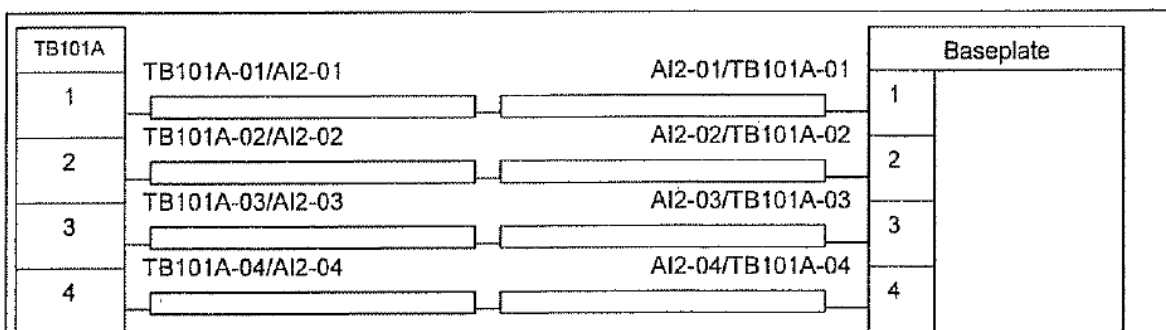 TB101A
Baseplate
TB101A-01/AI2-01
AI2-01/TB101A-01
1
1
TB101A-02/AI2-02
AI2-02/TB101A-02
2
2
TB101A-03/AI2-03
AI2-03/TB101A-03
3
3
TB101A-04/AI2-04
AI2-04/TB101A-04
4
4